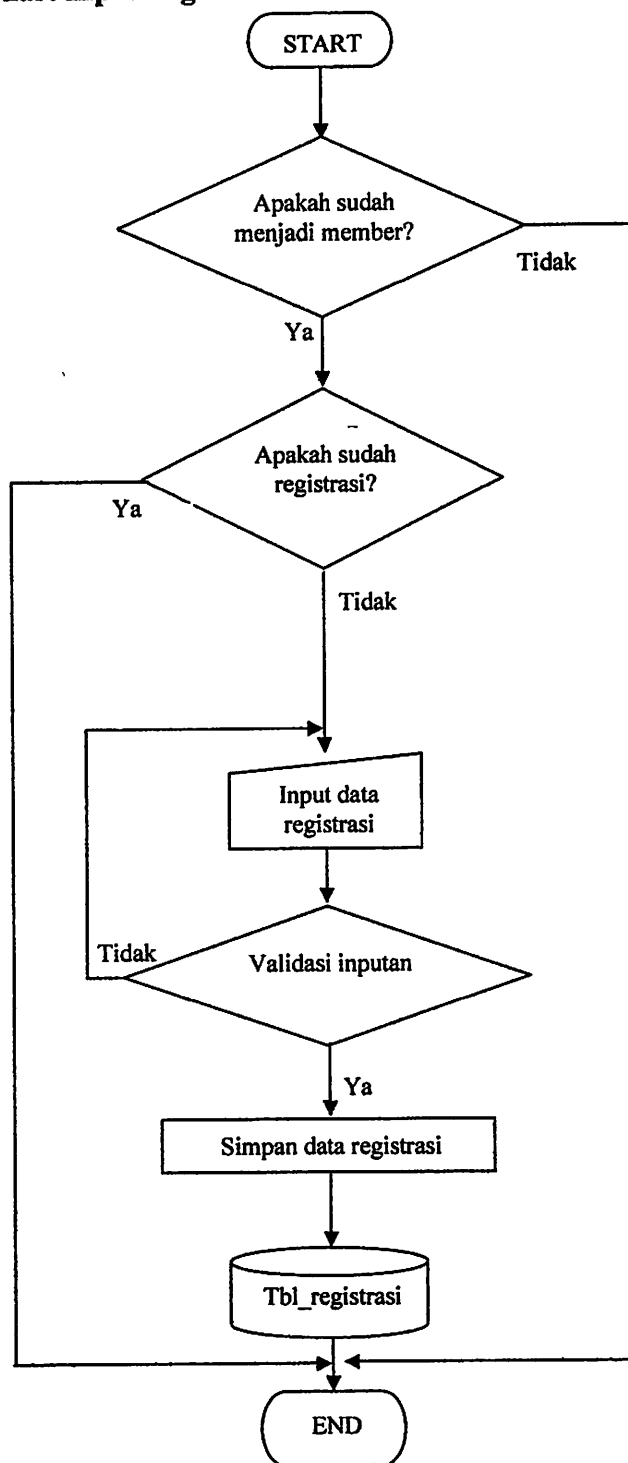 START
Apakah sudah
menjadi member?
Tidak
Ya
Apakah sudah
registrasi?
Ya
Tidak
Input data
registrasi
Tidak
Validasi inputan
Ya
Simpan data registrasi
Tbl_registrasi
END